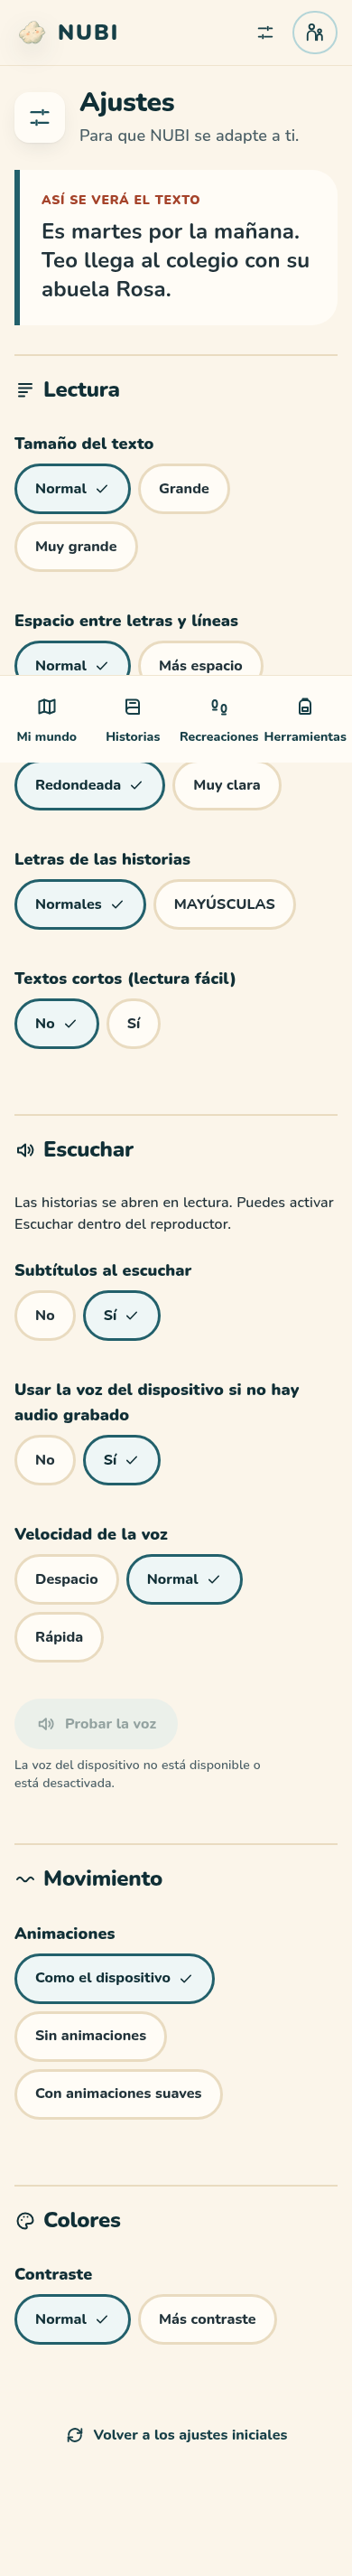 NUBI
Ajustes
Para que NUBI se adapte a ti.
ASÍ SE VERÁ EL TEXTO
Es martes por la mañana.
Teo llega al colegio con su
abuela Rosa.
Lectura
Tamaño del texto
Normal
Grande
Muy grande
Espacio entre letras y líneas
Normal
Más espacio
Mi mundo
Historias
Recreaciones
Herramientas
Redondeada
Muy clara
Letras de las historias
Normales
MAYÚSCULAS
Textos cortos (lectura fácil)
No
Sí
Escuchar
Las historias se abren en lectura. Puedes activar
Escuchar dentro del reproductor.
Subtítulos al escuchar
No
Sí
Usar la voz del dispositivo si no hay
audio grabado
No
Sí
Velocidad de la voz
Despacio
Normal
Rápida
Probar la voz
La voz del dispositivo no está disponible o
está desactivada.
Movimiento
Animaciones
Como el dispositivo
Sin animaciones
Con animaciones suaves
Colores
Contraste
Normal
Más contraste
Volver a los ajustes iniciales